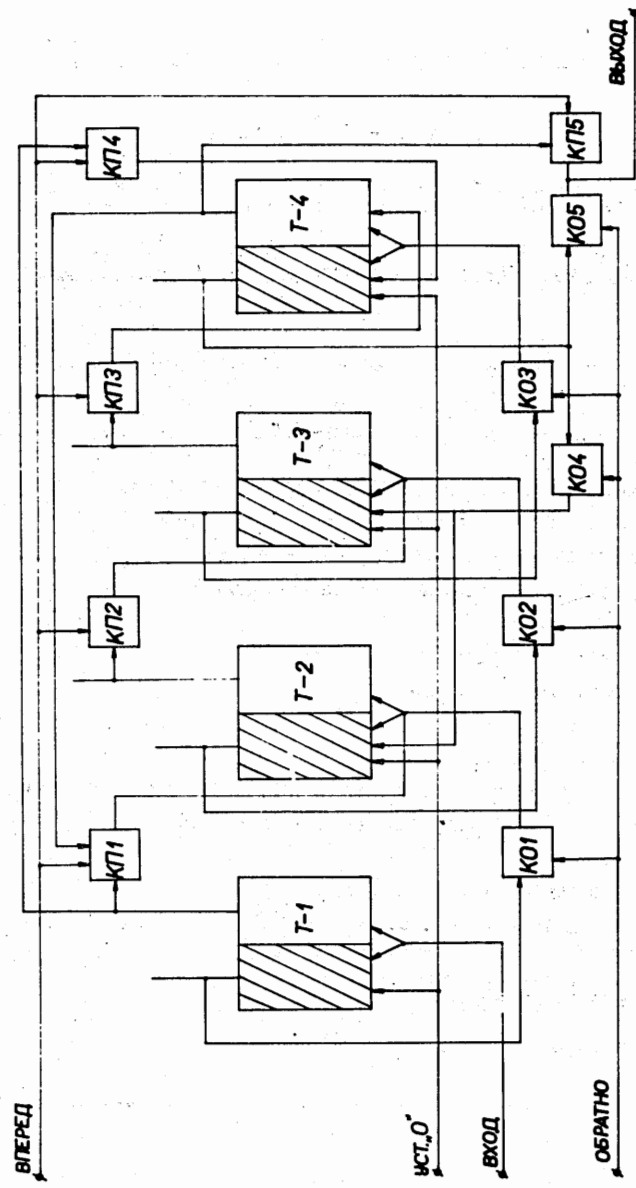 ВПЕРЕД
КП1
КП2
КП3
КП4
Т-1
Т-2
Т-3
Т-4
УСТ.„О"
ВХОД
КО1
КО2
КО3
КО4
КО5
КП5
ОБРАТНО
ВЫХОД